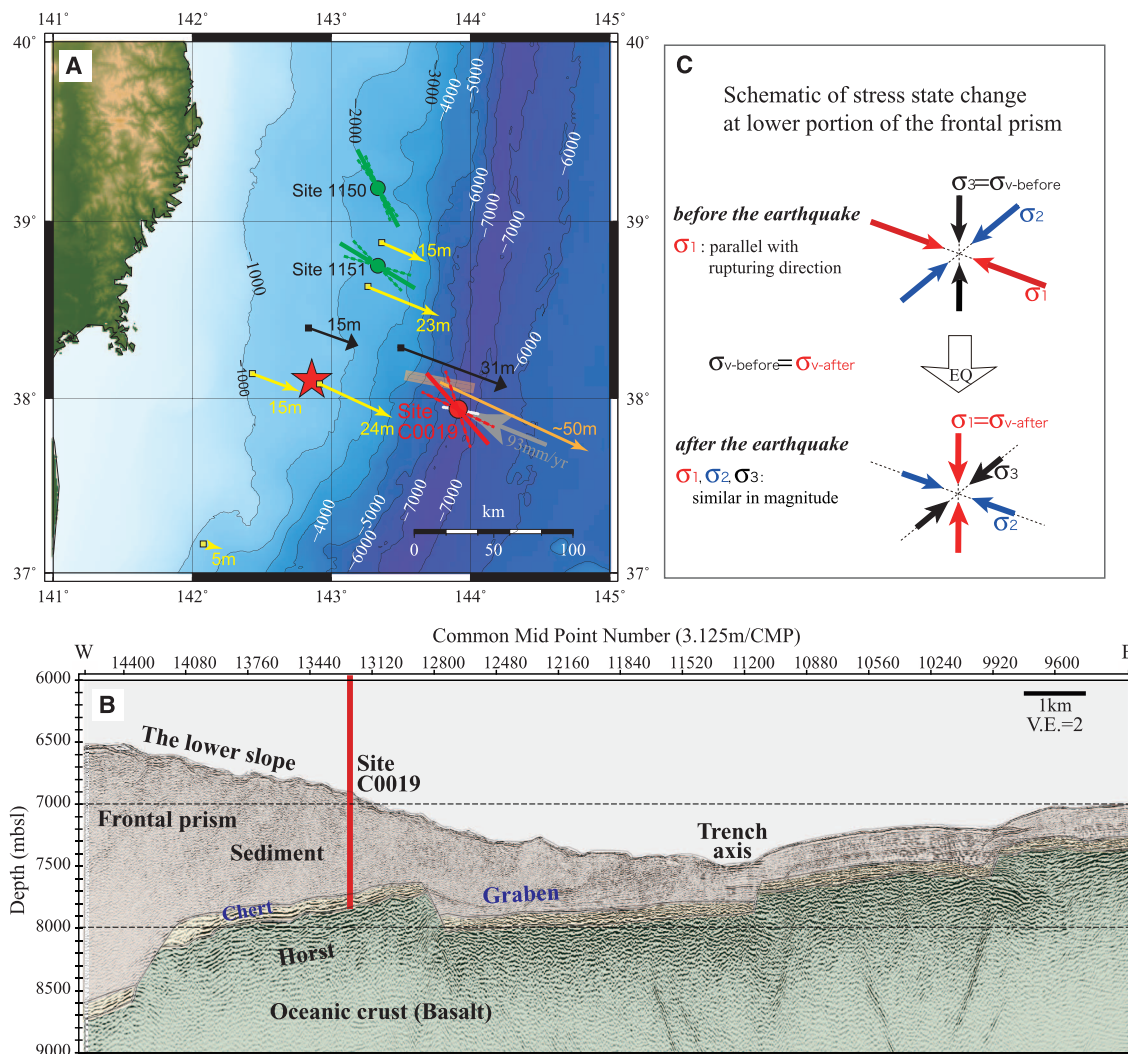 141°
142°
143°
144°
145°
40°
A
−3000
−4000
−5000
−2000
−6000
Site 1150
39°
−6000
−7000
−7000
15m
−1000
Site 1151
23m
15m
31m
−6000
−1000
38°
15m
24m
Site
C0019
~50m
93mm/yr
−4000
−5000
−6000
−7000
−7000
km
0
50
100
5m
37°
37°
141°
142°
143°
144°
145°
C
Schematic of stress state change
at lower portion of the frontal prism
σ3=σv-before
before the earthquake
σ2
σ1 : parallel with
rupturing direction
σ1
σv-before=σv-after
EQ
σ1=σv-after
after the earthquake
σ3
σ1, σ2, σ3:
similar in magnitude
σ2
Common Mid Point Number (3.125m/CMP)
W
14400 14080 13760 13440 13120 12800 12480 12160 11840 11520 11200 10880 10560 10240 9920 9600
6000
B
1km
V.E.=2
6500
The lower slope
Site
C0019
7000
Frontal prism
Trench
axis
Sediment
7500
Depth (mbsl)
Graben
Chert
8000
Horst
8500
Oceanic crust (Basalt)
9000